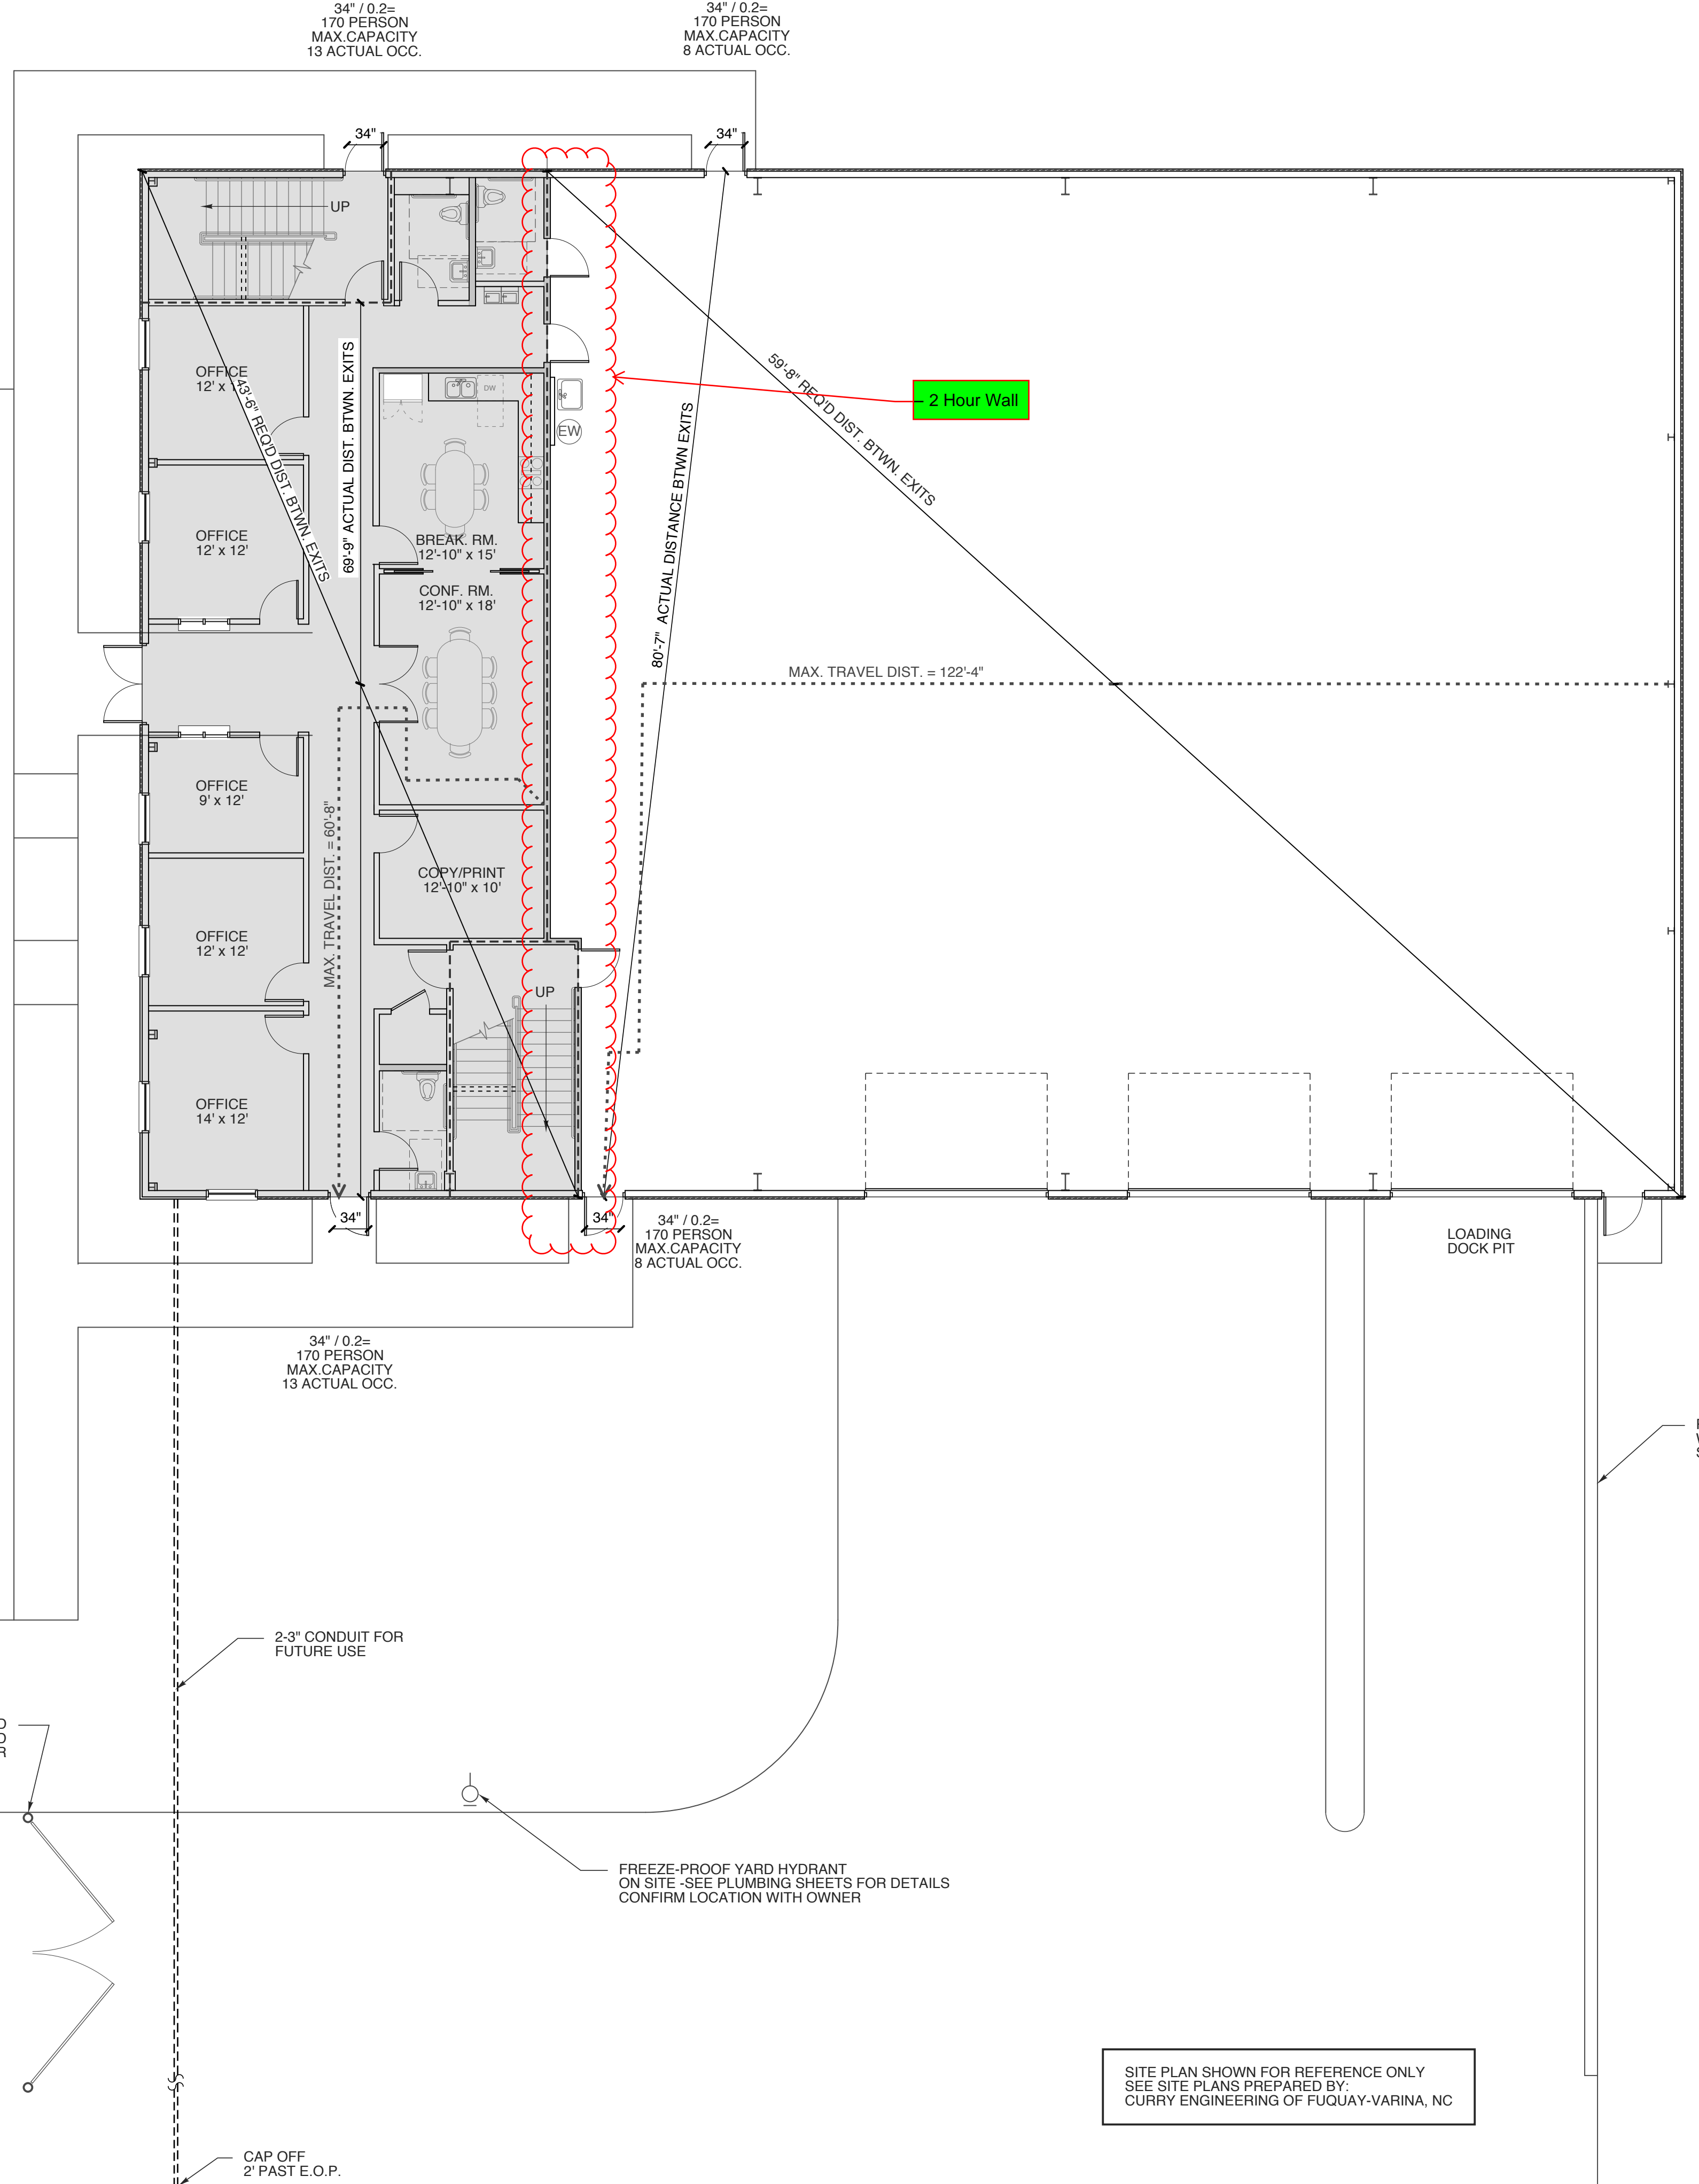 34" / 0.2=
170 PERSON
MAX.CAPACITY
13 ACTUAL OCC.
34" / 0.2=
170 PERSON
MAX.CAPACITY
8 ACTUAL OCC.
34"
34"
UP
OFFICE
12' x
43'-6" REQ'D DIST. BTWN. EXITS
69'-9" ACTUAL DIST. BTWN. EXITS
DW
EW
59'-8" REQ'D DIST. BTWN. EXITS
2 Hour Wall
80'-7" ACTUAL DISTANCE BTWN EXITS
OFFICE
12' x 12'
BREAK. RM.
12'-10" x 15'
CONF. RM.
12'-10" x 18'
MAX. TRAVEL DIST. = 122'-4"
OFFICE
9' x 12'
MAX. TRAVEL DIST. = 60'-8"
COPY/PRINT
12'-10" x 10'
OFFICE
12' x 12'
UP
OFFICE
14' x 12'
34"
34"
34" / 0.2=
170 PERSON
MAX.CAPACITY
8 ACTUAL OCC.
LOADING
DOCK PIT
34" / 0.2=
170 PERSON
MAX.CAPACITY
13 ACTUAL OCC.
2-3" CONDUIT FOR
FUTURE USE
FREEZE-PROOF YARD HYDRANT
ON SITE -SEE PLUMBING SHEETS FOR DETAILS
CONFIRM LOCATION WITH OWNER
SITE PLAN SHOWN FOR REFERENCE ONLY
SEE SITE PLANS PREPARED BY:
CURRY ENGINEERING OF FUQUAY-VARINA, NC
CAP OFF
2' PAST E.O.P.